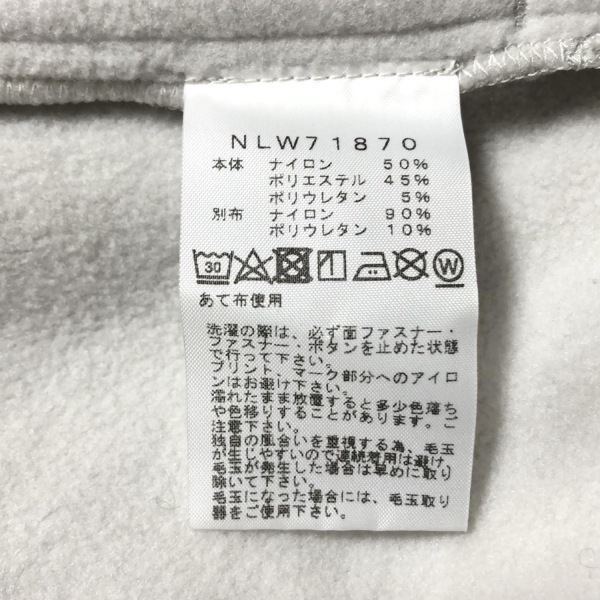 NLW71870
本体 ナイロン 50%
ポリエステル 45%
ポリウレタン 5%
別布 ナイロン 90%
ポリウレタン 10%
30 W
あて布使用
洗濯の際は、必ず面ファスナー・
ファスナー・ボタンを止めた状態
で行って下さい。
プリント、マーク部分へのアイロ
ンはお避け下さい。
濡れたまま放置すると多少色落ち
や色移りすることがあります。ご
注意下さい。
独自の風合いを重視する為、毛玉
が生じやすいので連続着用は避け
毛玉が発生した場合は早めに取り
除いて下さい。
毛玉になった場合には、毛玉取り
器をご使用下さい。